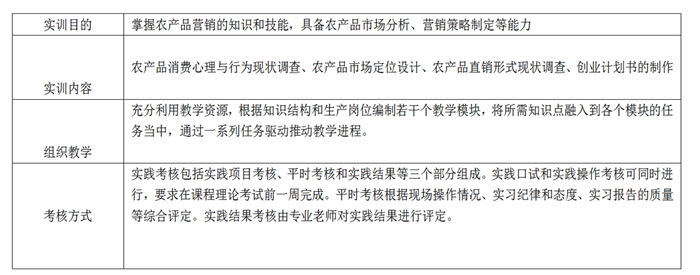 实训目的
掌握农产品营销的知识和技能，具备农产品市场分析、营销策略制定等能力
实训内容
农产品消费心理与行为现状调查、农产品市场定位设计、农产品直销形式现状调查、创业计划书的制作
组织教学
充分利用教学资源，根据知识结构和生产岗位编制若干个教学模块，将所需知识点融入到各个模块的任
务当中，通过一系列任务驱动推动教学进程。
考核方式
实践考核包括实践项目考核、平时考核和实践结果等三个部分组成。实践口试和实践操作考核可同时进
行，要求在课程理论考试前一周完成。平时考核根据现场操作情况、实习纪律和态度、实习报告的质量
等综合评定。实践结果考核由专业老师对实践结果进行评定。